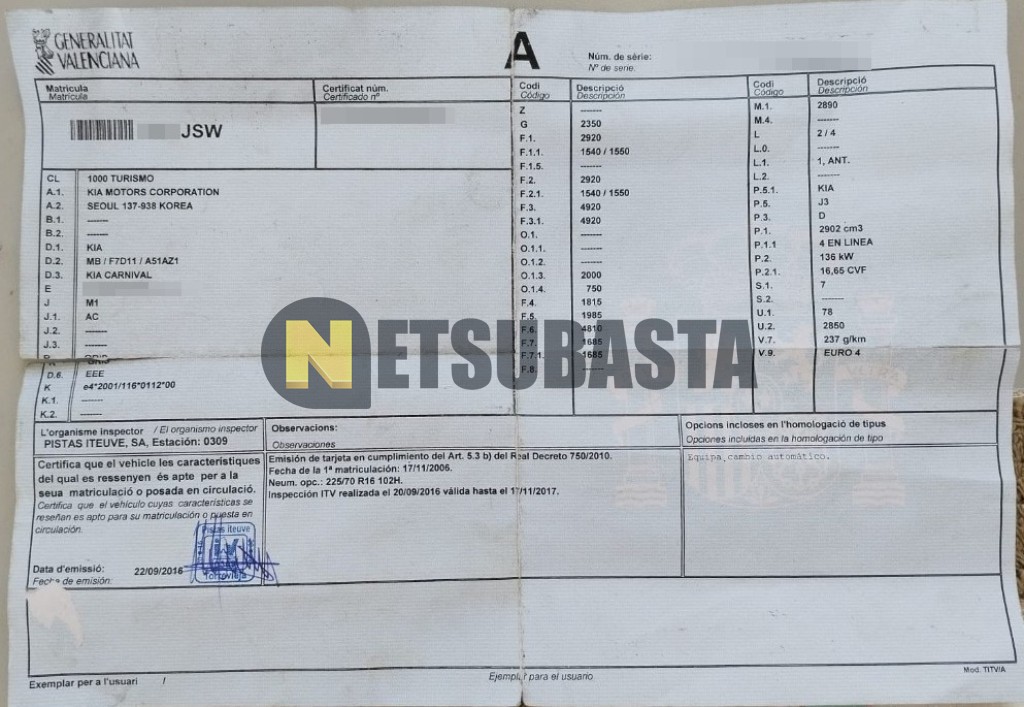 GENERALITAT
VALENCIANA
A
Núm. de sèrie:
Nº de serie.
Matrícula
Matrícula
Certificat núm.
Certificado nº
JSW
CL 1000 TURISMO
A.1. KIA MOTORS CORPORATION
A.2. SEOUL 137-938 KOREA
B.1. -------
B.2. -------
D.1. KIA
D.2. MB / F7D11 / A51AZ1
D.3. KIA CARNIVAL
E
J M1
J.1. AC
J.2. -------
J.3. -------
R GRIS
D.6. EEE
K e4*2001/116*0112*00
K.1. -------
K.2. -------
Codi Descripció
Código Descripción
Z -------
G 2350
F.1. 2920
F.1.1. 1540 / 1550
F.1.5. -------
F.2. 2920
F.2.1. 1540 / 1550
F.3. 4920
F.3.1. 4920
O.1. -------
O.1.1. -------
O.1.2. -------
O.1.3. 2000
O.1.4. 750
F.4. 1815
F.5. 1985
F.6. 4810
F.7. 1685
F.7.1. 1685
F.8. -------
Codi Descripció
Código Descripción
M.1. 2890
M.4. -------
L 2 / 4
L.0. -------
L.1. 1, ANT.
L.2. -------
P.5.1. KIA
P.5. J3
P.3. D
P.1. 2902 cm3
P.1.1 4 EN LINEA
P.2. 136 kW
P.2.1. 16,65 CVF
S.1. 7
S.2. -------
U.1. 78
U.2. 2850
V.7. 237 g/km
V.9. EURO 4
NETSUBASTA
L'organisme inspector / El organismo inspector
PISTAS ITEUVE, SA, Estación: 0309
Certifica que el vehicle les característiques
del qual es ressenyen és apte per a la
seua matriculació o posada en circulació.
Certifica que el vehículo cuyas características se
reseñan es apto para su matriculación o puesta en
circulación.
Pistas Iteuve
itv
Torrevieja
Data d'emissió:
Fecha de emisión: 22/09/2016
Observacions:
Observaciones
Emisión de tarjeta en cumplimiento del Art. 5.3 b) del Real Decreto 750/2010.
Fecha de la 1ª matriculación: 17/11/2006.
Neum. opc.: 225/70 R16 102H.
Inspección ITV realizada el 20/09/2016 válida hasta el 17/11/2017.
Opcions incloses en l'homologació de tipus
Opciones incluidas en la homologación de tipo
Equipa cambio automático.
Exemplar per a l'usuari /
Ejemplar para el usuario
Mod. TITV/A